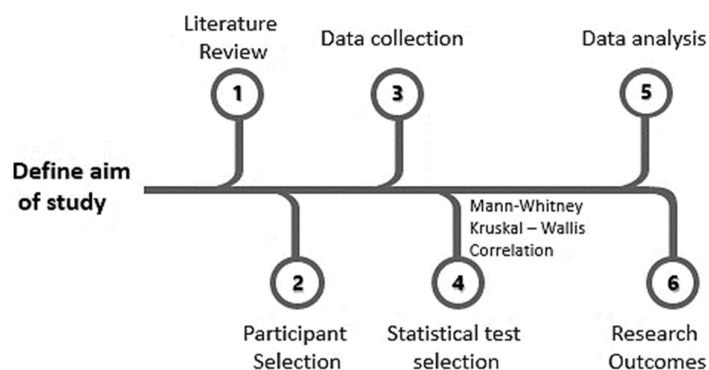 Define aim
of study
Literature
Review
1
2
Participant
Selection
Data collection
3
Mann-Whitney
Kruskal – Wallis
Correlation
4
Statistical test
selection
Data analysis
5
6
Research
Outcomes